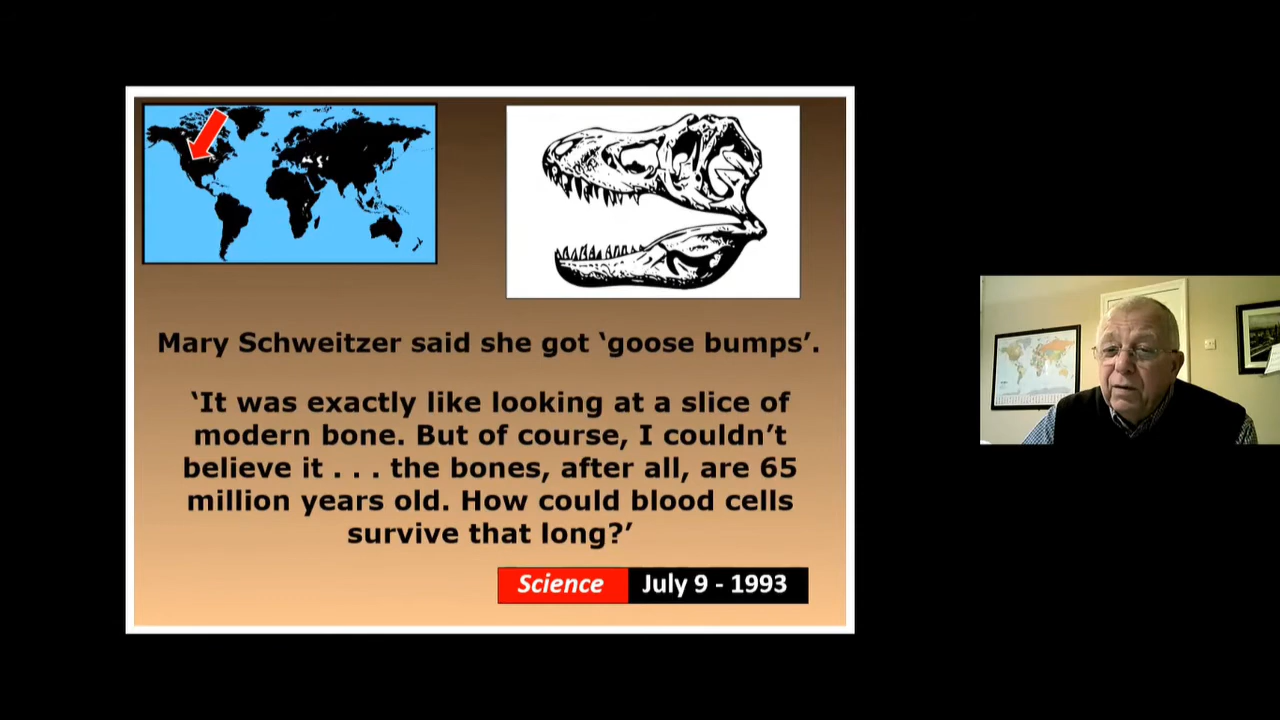 Mary Schweitzer said she got ‘goose bumps’.
‘It was exactly like looking at a slice of
modern bone. But of course, I couldn’t
believe it . . . the bones, after all, are 65
million years old. How could blood cells
survive that long?’
Science July 9 - 1993